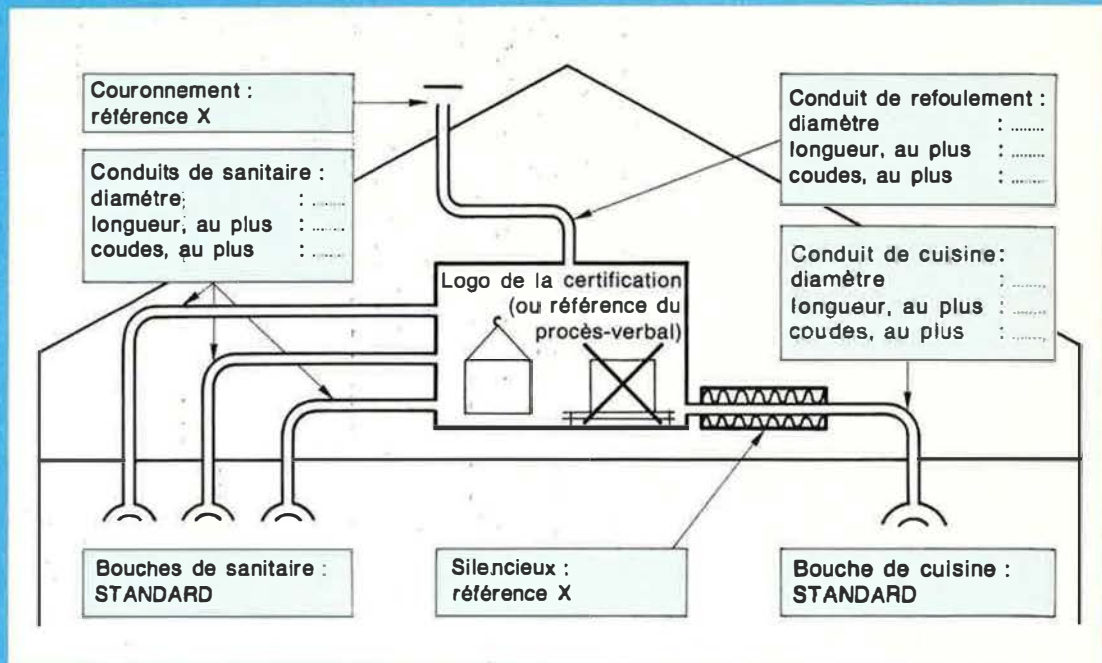 Couronnement :
référence X
Conduits de sanitaire :
diamétre : ......
longueur, au plus : ......
coudes, au plus : ......
Conduit de refoulement :
diamètre : ........
longueur, au plus : ........
coudes, au plus : ........
Logo de la certification
(ou référence du
procès-verbal)
Conduit de cuisine:
diamètre : .......
longueur, au plus : .......
coudes, au plus : .......
Bouches de sanitaire :
STANDARD
Silencieux :
référence X
Bouche de cuisine :
STANDARD